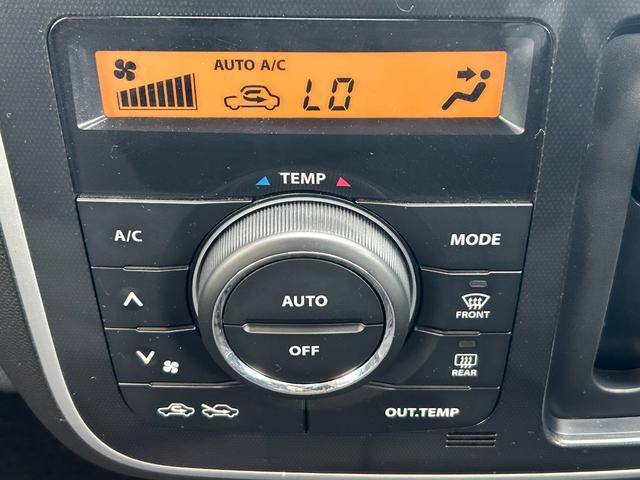 AUTO A/C
LO
TEMP
A/C
MODE
AUTO
FRONT
OFF
REAR
OUT.TEMP